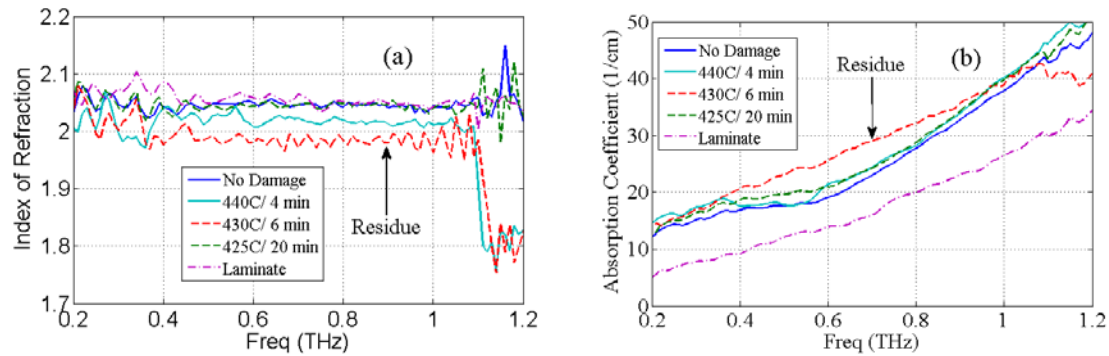 2.2
2.1
2
1.9
1.8
1.7
Index of Refraction
(a)
No Damage
440C/ 4 min
430C/ 6 min
425C/ 20 min
Laminate
Residue
0.2
0.4
0.6
0.8
1
1.2
Freq (THz)
50
40
30
20
10
0
Absorption Coefficient (1/cm)
No Damage
440C/ 4 min
430C/ 6 min
425C/ 20 min
Laminate
Residue
(b)
0.2
0.4
0.6
0.8
1.0
1.2
Freq (THz)